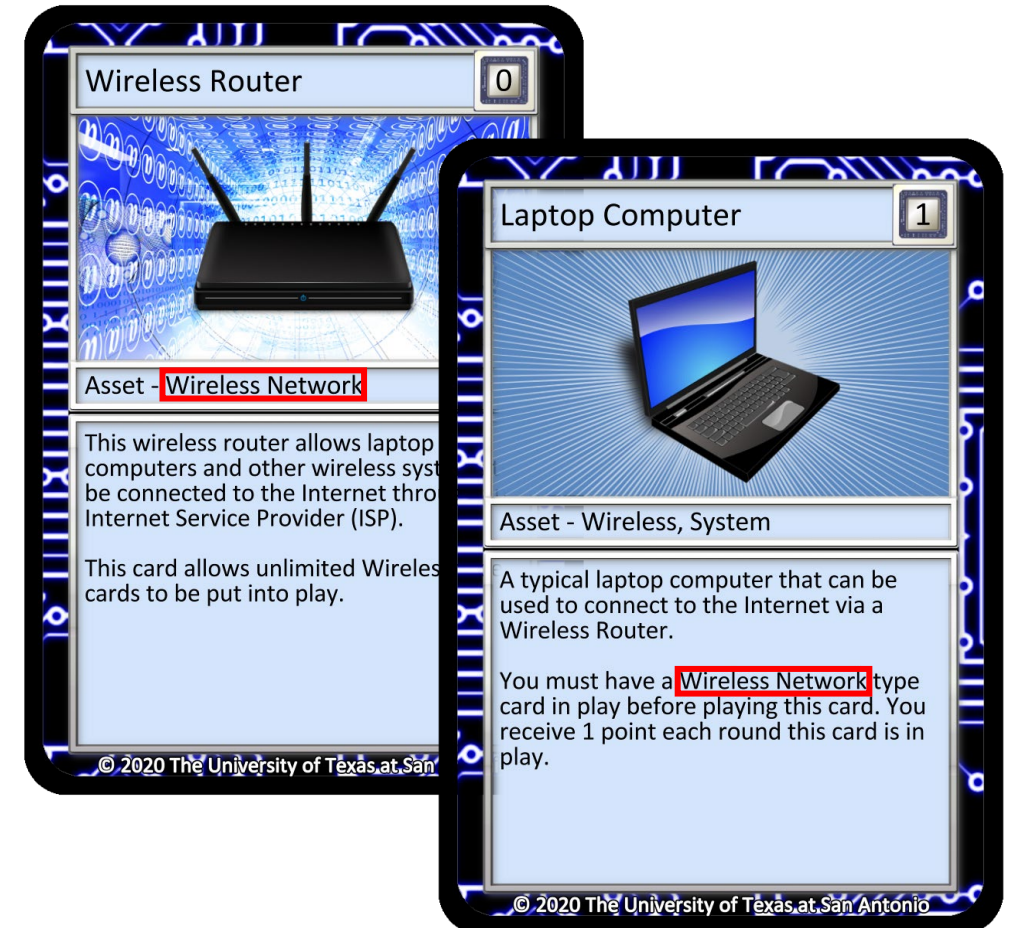 Wireless Router
0
Asset - Wireless Network
This wireless router allows laptop
computers and other wireless
be connected to the Internet
Internet Service Provider (ISP).
This card allows unlimited
cards to be put into play.
© 2020 The University of Texas at San
Laptop Computer
1
Asset - Wireless, System
A typical laptop computer that can be
used to connect to the Internet via a
Wireless Router.
You must have a Wireless Network type
card in play before playing this card. You
receive 1 point each round this card is in
play.
© 2020 The University of Texas at San Antonio